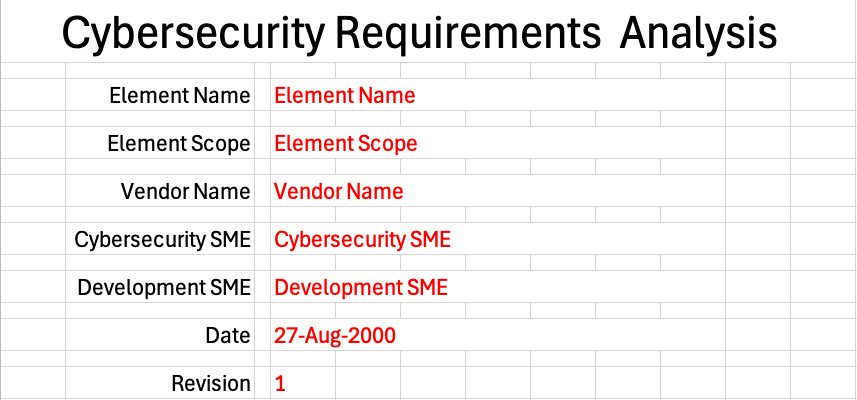 Cybersecurity Requirements Analysis
Element Name Element Name
Element Scope Element Scope
Vendor Name Vendor Name
Cybersecurity SME Cybersecurity SME
Development SME Development SME
Date 27-Aug-2000
Revision 1